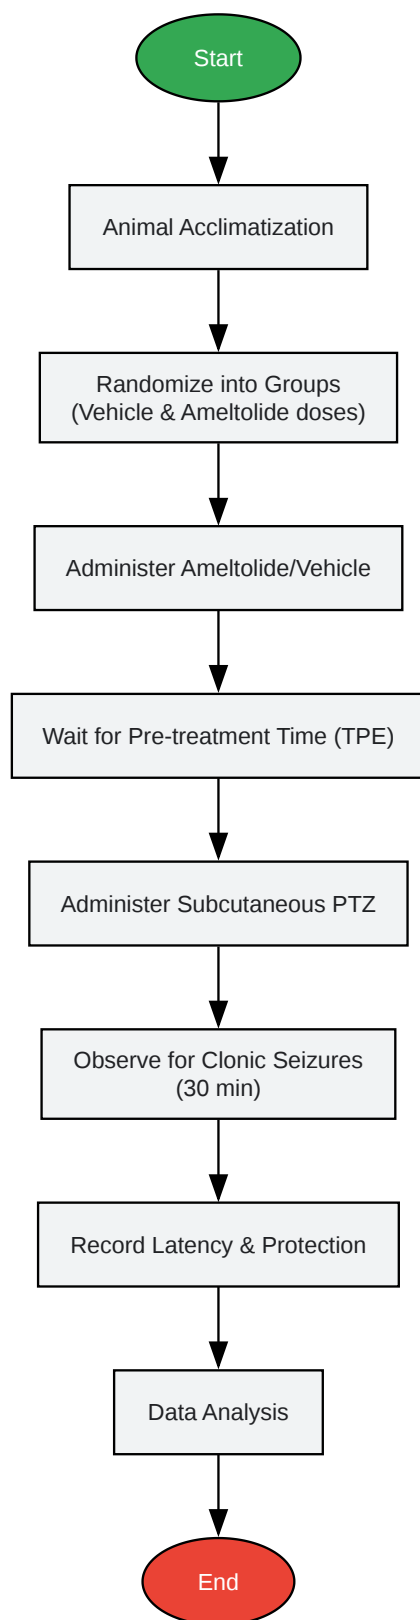 Start
Animal Acclimatization
Randomize into Groups
(Vehicle & Ameltolide doses)
Administer Ameltolide/Vehicle
Wait for Pre-treatment Time (TPE)
Administer Subcutaneous PTZ
Observe for Clonic Seizures
(30 min)
Record Latency & Protection
Data Analysis
End